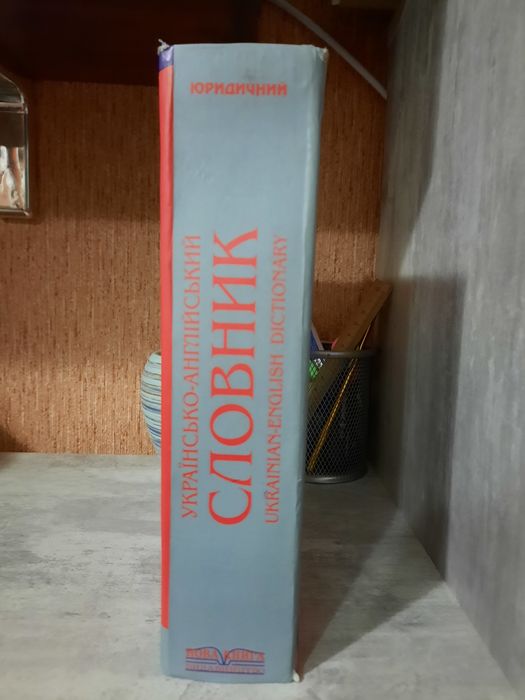 ЮРИДИЧНИЙ
УКРАЇНСЬКО-АНГЛІЙСЬКИЙ
СЛОВНИК
UKRAINIAN-ENGLISH DICTIONARY
НОВА КНИГА